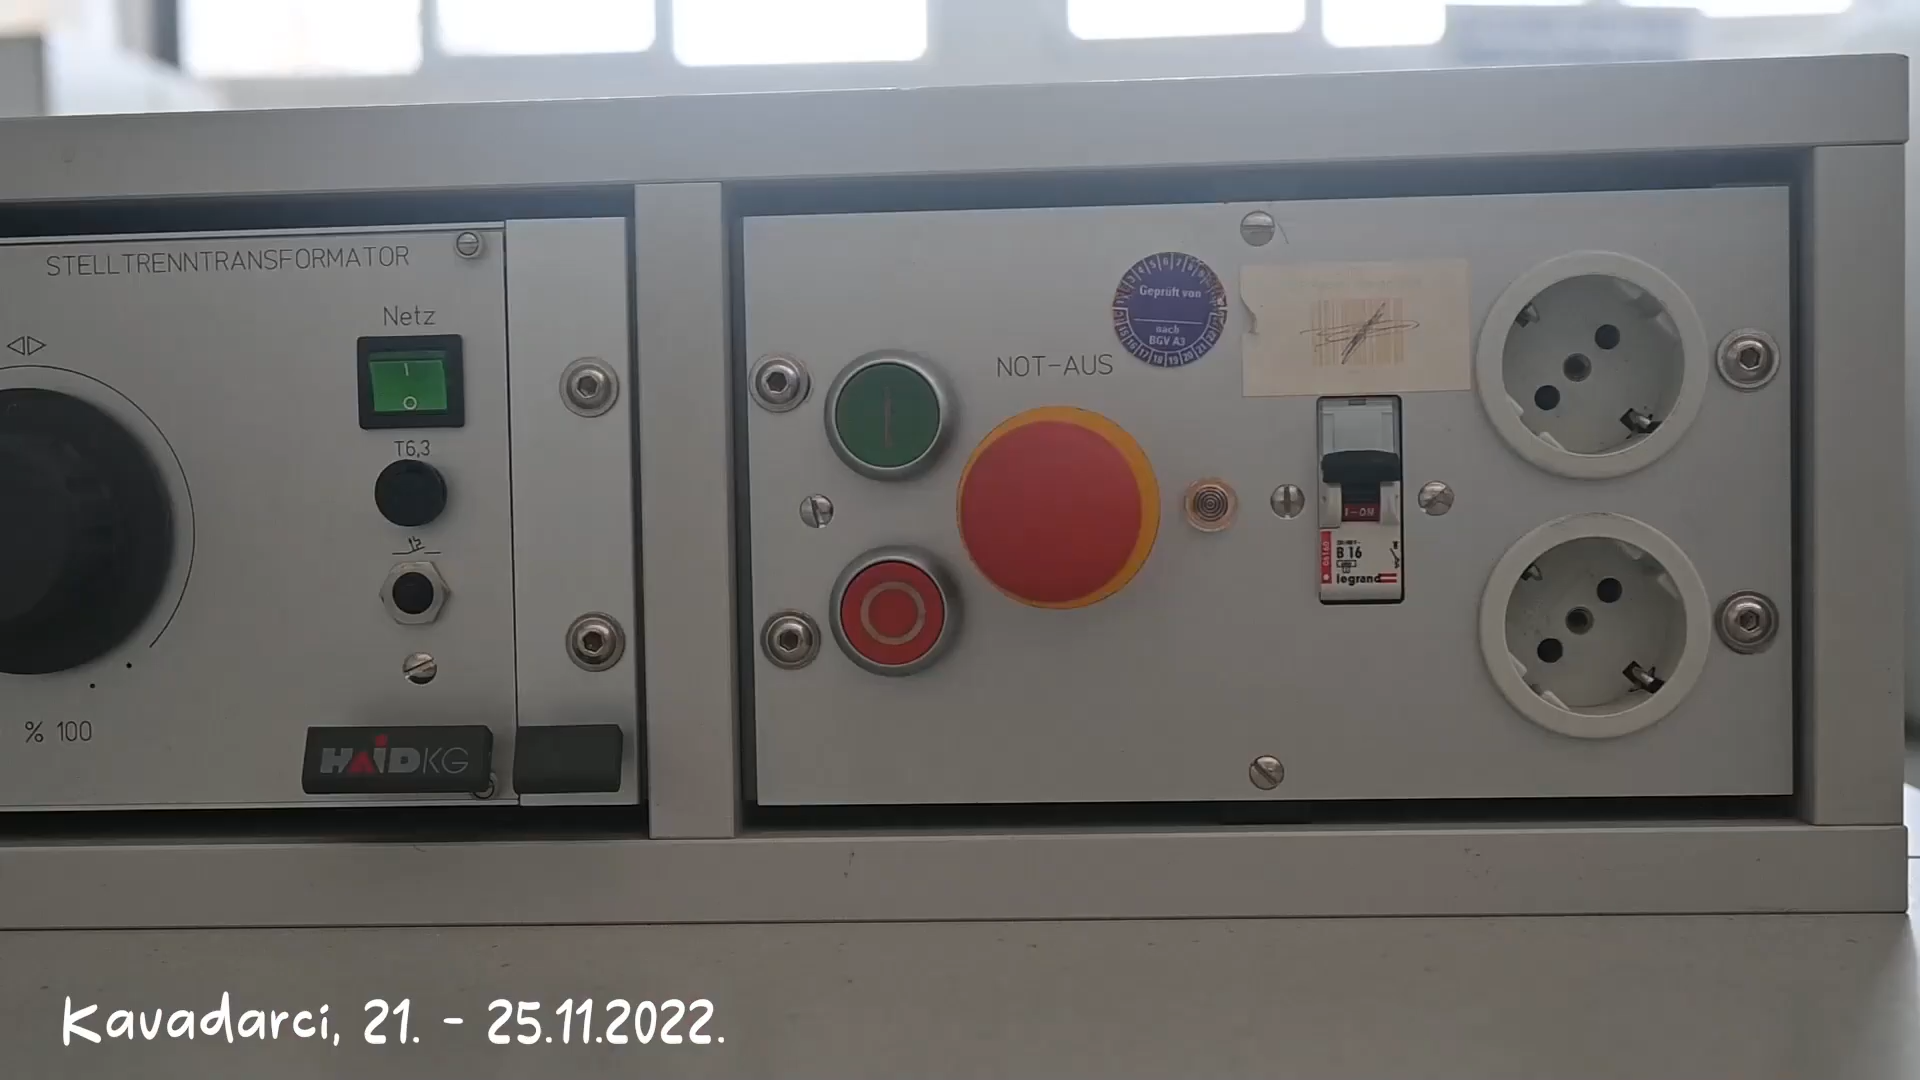 STELLTRENNTRANSFORMATOR
Netz
I
O
T6,3
% 100
HAIDKG
NOT-AUS
Geprüft von
nach
BGV A3
I-ON
B 16
legrand
Kavadarci, 21. - 25.11.2022.